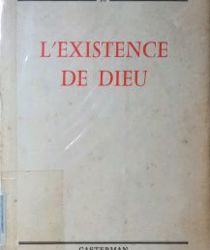 L'EXISTENCE
DE DIEU
CASTERMAN